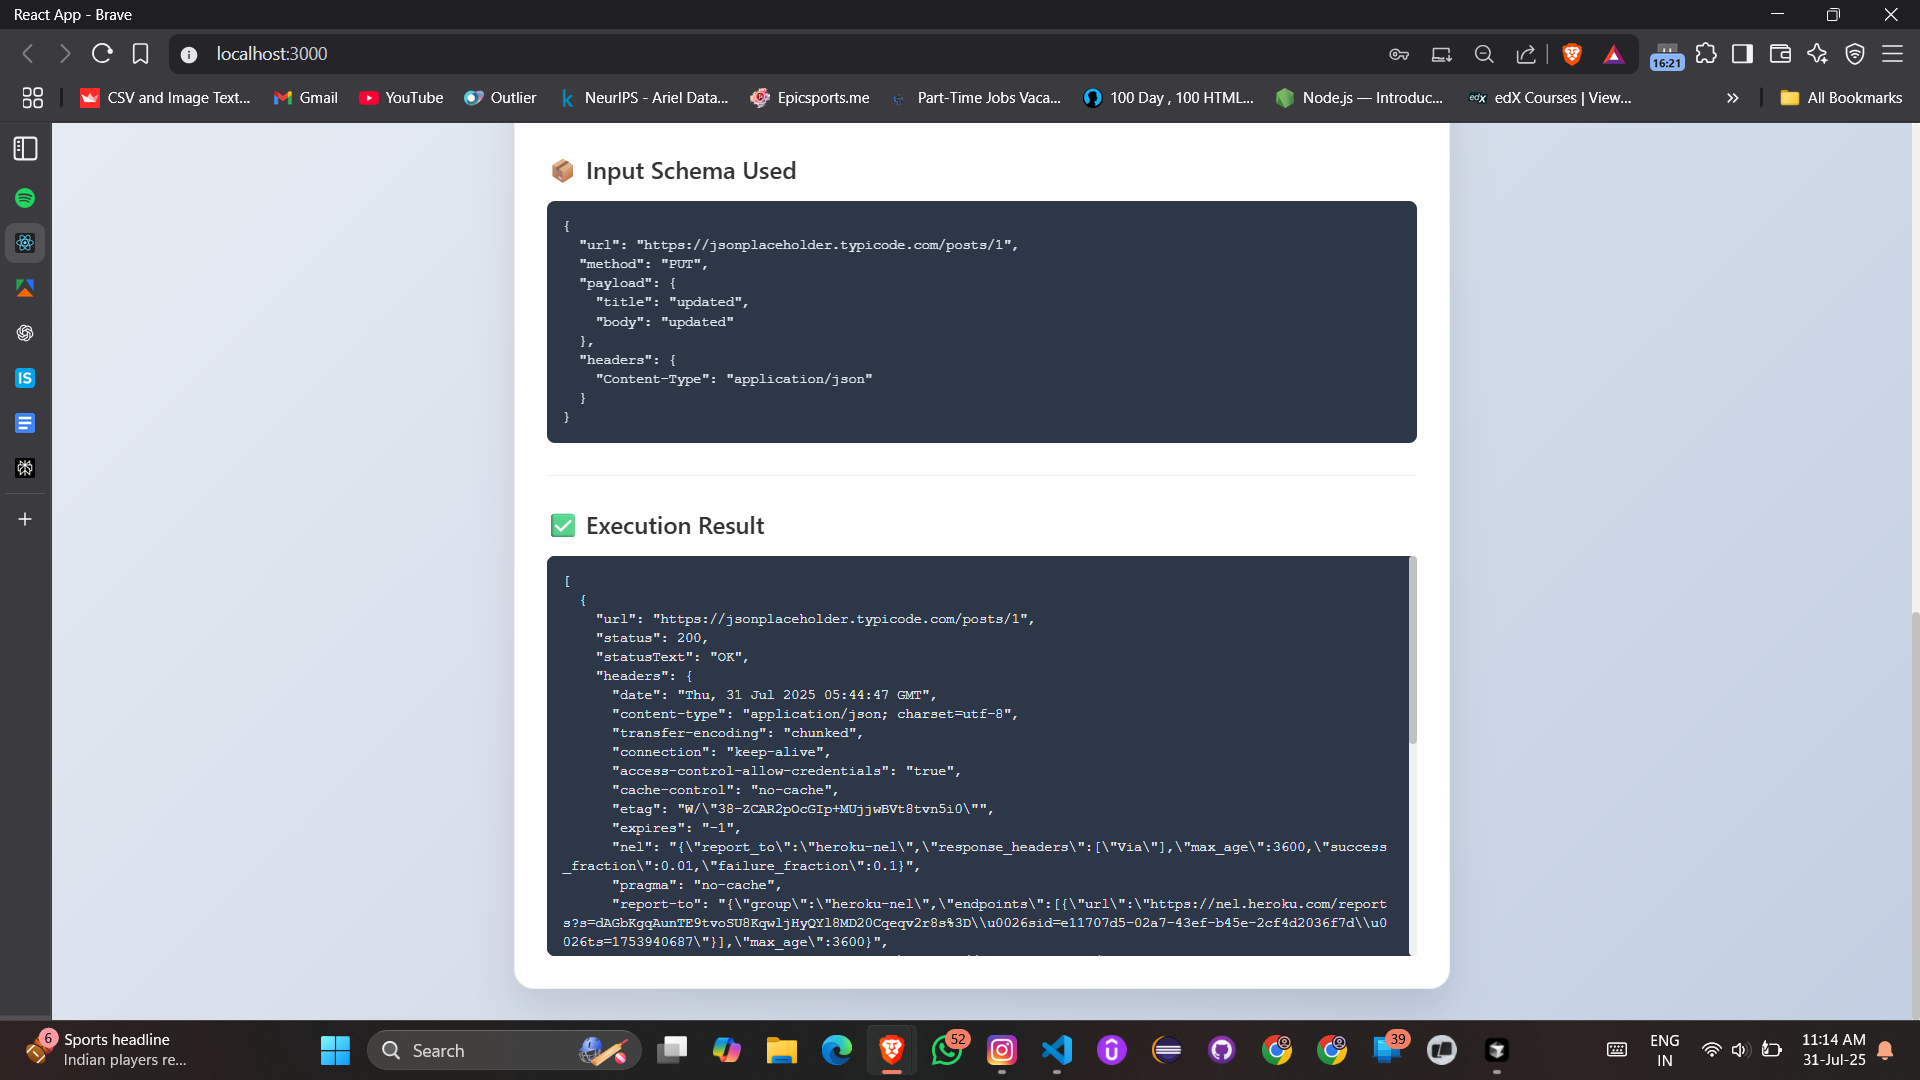 React App - Brave
localhost:3000
16:21
CSV and Image Text...
Gmail
YouTube
Outlier
NeurIPS - Ariel Data...
Epicsports.me
Part-Time Jobs Vaca...
100 Day , 100 HTML...
Node.js — Introduc...
edX Courses | View...
All Bookmarks
Input Schema Used
{
"url": "https://jsonplaceholder.typicode.com/posts/1",
"method": "PUT",
"payload": {
"title": "updated",
"body": "updated"
},
"headers": {
"Content-Type": "application/json"
}
}
Execution Result
[
{
"url": "https://jsonplaceholder.typicode.com/posts/1",
"status": 200,
"statusText": "OK",
"headers": {
"date": "Thu, 31 Jul 2025 05:44:47 GMT",
"content-type": "application/json; charset=utf-8",
"transfer-encoding": "chunked",
"connection": "keep-alive",
"access-control-allow-credentials": "true",
"cache-control": "no-cache",
"etag": "W/\"38-ZCAR2pOcGIp+MUjjwBVt8tvn5i0\"",
"expires": "-1",
"nel": "{\"report_to\":\"heroku-nel\",\"response_headers\":[\"Via\"],\"max_age\":3600,\"success
_fraction\":0.01,\"failure_fraction\":0.1}",
"pragma": "no-cache",
"report-to": "{\"group\":\"heroku-nel\",\"endpoints\":[{\"url\":\"https://nel.heroku.com/report
s?s=dAGbKgqAunTE9tvoSU8KqwljHyQYl8MD20Cqeqv2r8s%3D\\u0026sid=e11707d5-02a7-43ef-b45e-2cf4d2036f7d\\u0
026ts=1753940687\"}],\"max_age\":3600}",
6
Sports headline
Indian players re...
Search
52
39
ENG
IN
11:14 AM
31-Jul-25